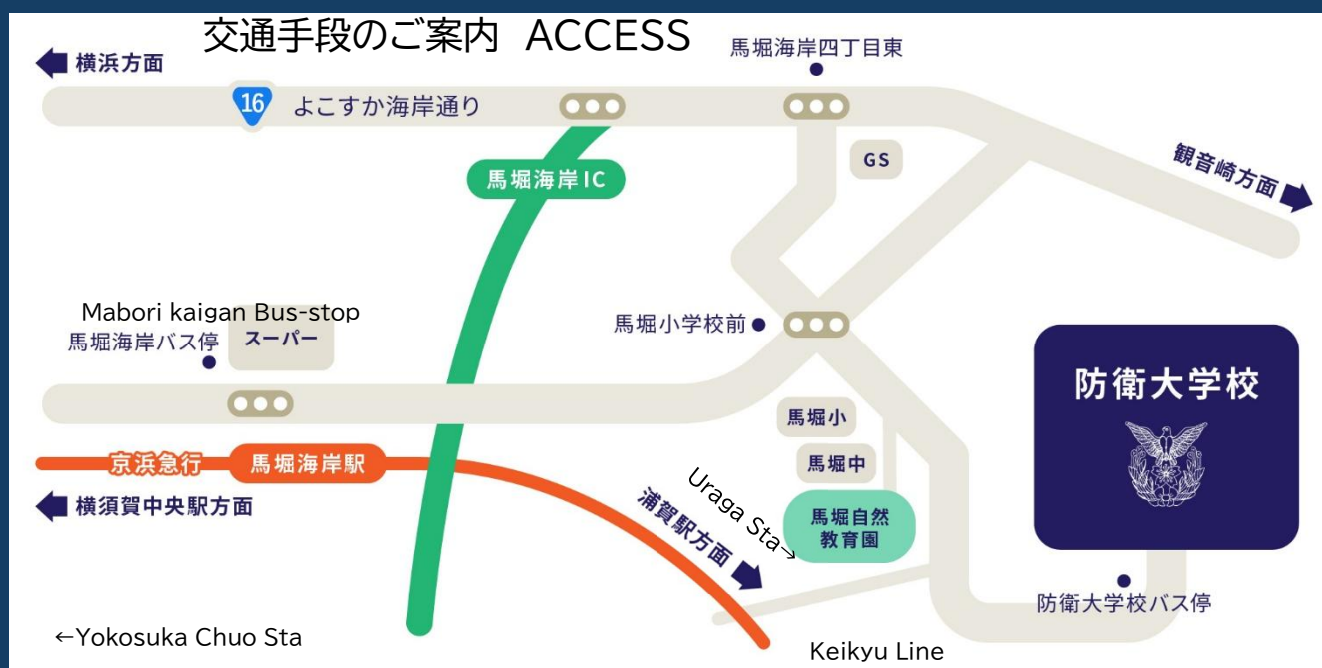 交通手段のご案内 ACCESS
横浜方面
馬堀海岸四丁目東
16
よこすか海岸通り
GS
観音崎方面
馬堀海岸IC
Mabori kaigan Bus-stop
馬堀海岸バス停
スーパー
馬堀小学校前
防衛大学校
馬堀小
京浜急行
馬堀海岸駅
馬堀中
横須賀中央駅方面
浦賀駅方面
Uraga Sta→
馬堀自然
教育園
防衛大学校バス停
←Yokosuka Chuo Sta
Keikyu Line